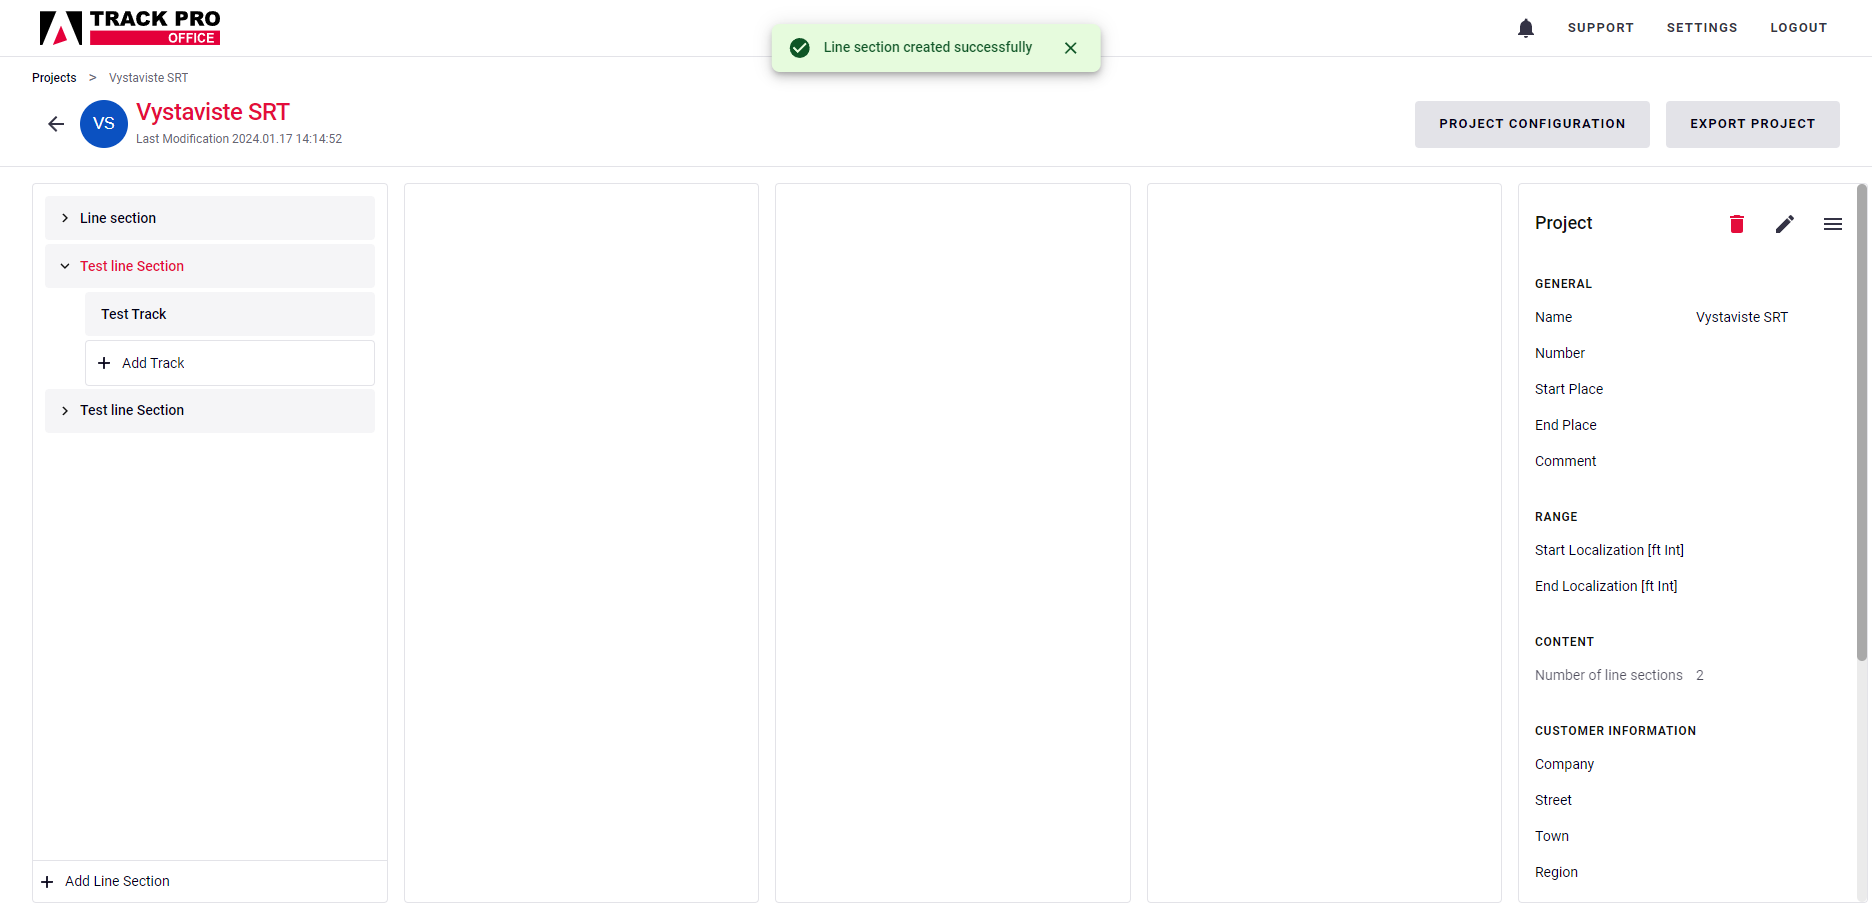 TRACK PRO
OFFICE
Line section created successfully
SUPPORT
SETTINGS
LOGOUT
Projects > Vystaviste SRT
VS
Vystaviste SRT
Last Modification 2024.01.17 14:14:52
PROJECT CONFIGURATION
EXPORT PROJECT
Line section
Test line Section
Test Track
Add Track
Test line Section
Add Line Section
Project
GENERAL
Name Vystaviste SRT
Number
Start Place
End Place
Comment
RANGE
Start Localization [ft Int]
End Localization [ft Int]
CONTENT
Number of line sections 2
CUSTOMER INFORMATION
Company
Street
Town
Region